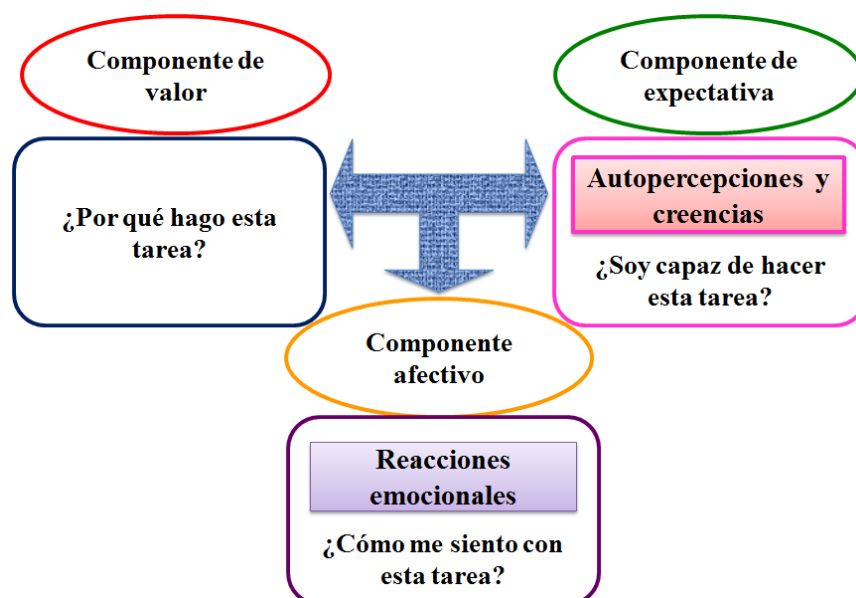 Componente de
valor
¿Por qué hago esta
tarea?
Componente de
expectativa
Autopercepciones y
creencias
¿Soy capaz de hacer
esta tarea?
Componente
afectivo
Reacciones
emocionales
¿Cómo me siento con
esta tarea?